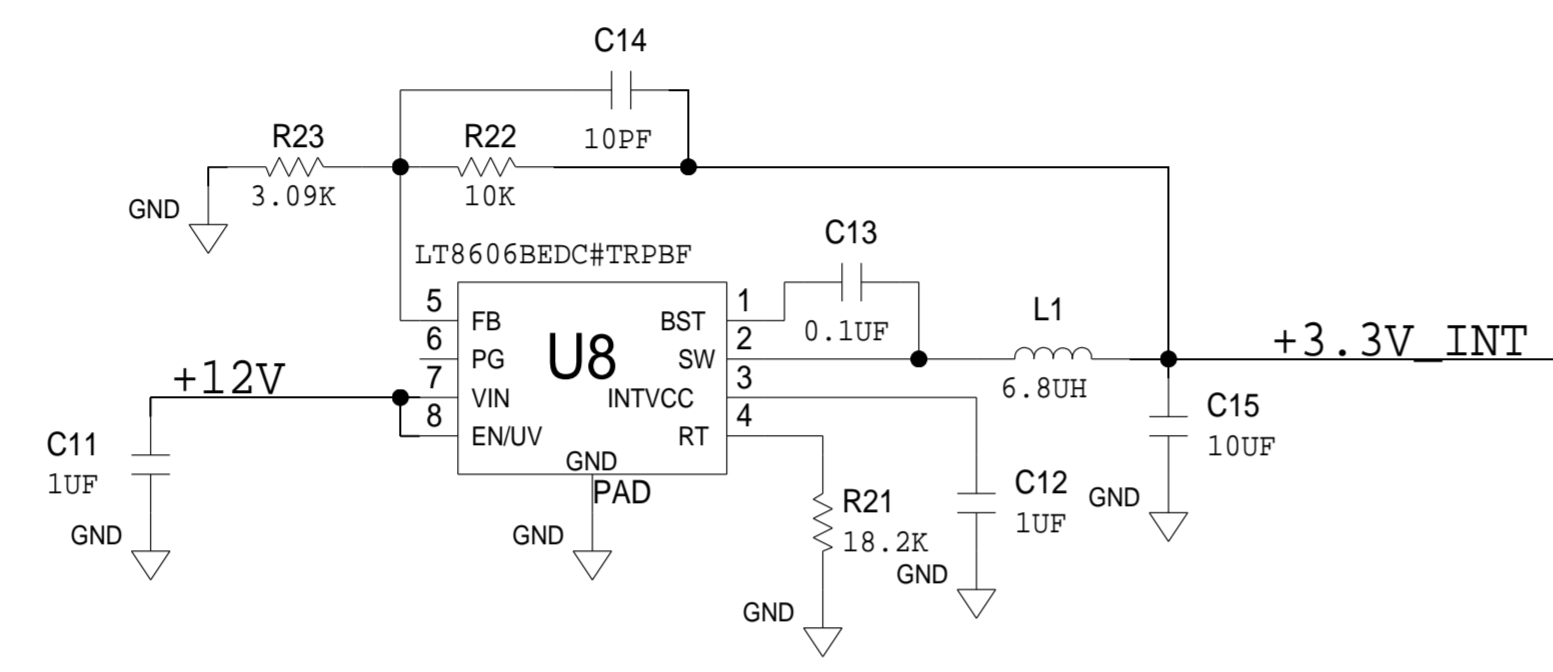 C14
10PF
R23
R22
3.09K
10K
GND
LT8606BEDC#TRPBF
C13
0.1UF
5
FB
BST
1
6
PG
U8
SW
2
7
VIN
INTVCC
3
8
EN/UV
RT
4
GND
PAD
GND
L1
6.8UH
+3.3V_INT
+12V
C11
1UF
GND
C15
10UF
GND
C12
1UF
GND
R21
18.2K
GND